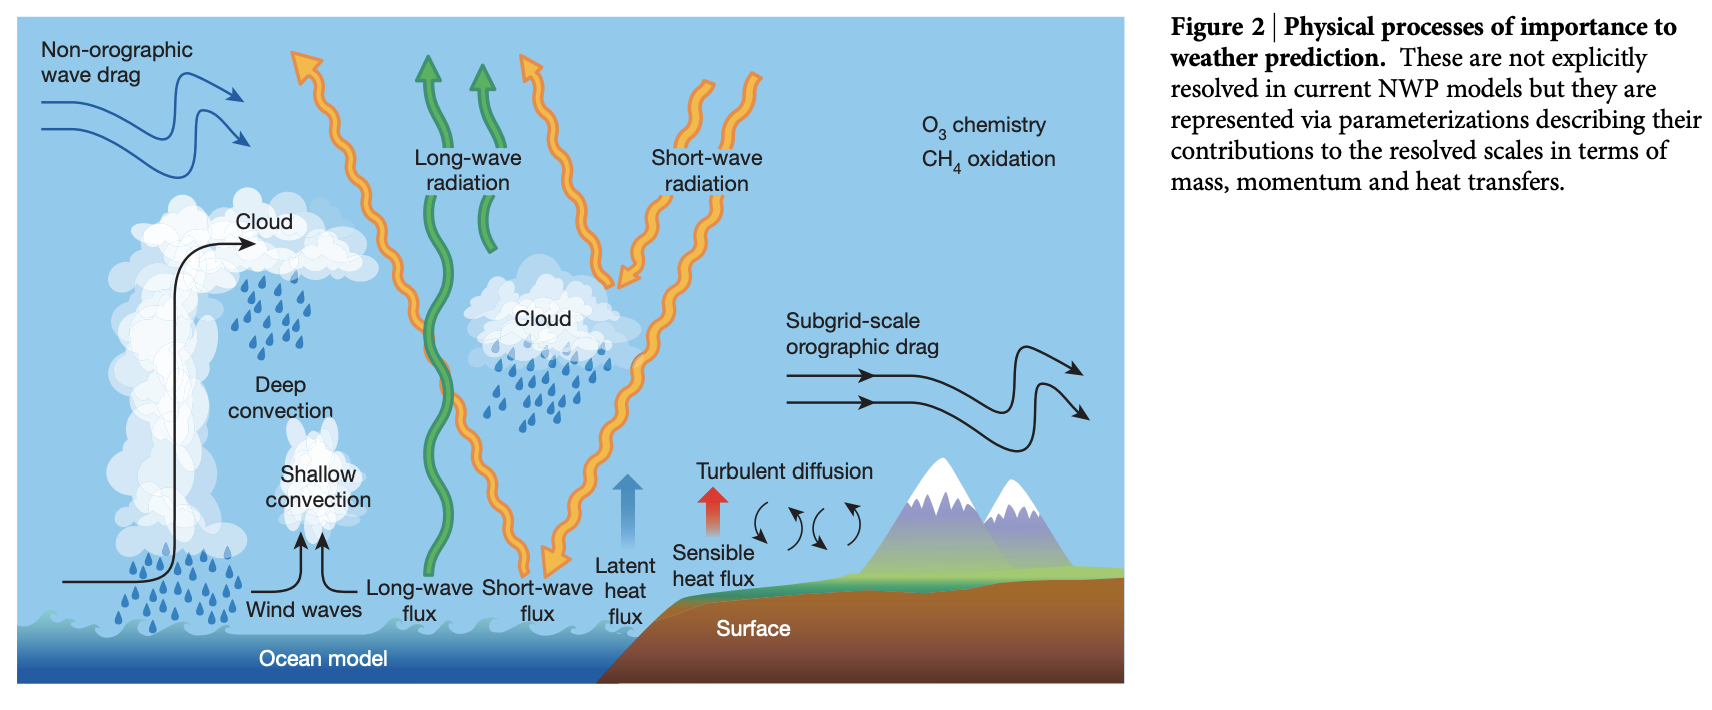 Non-orographic
wave drag
Cloud
Deep
convection
Shallow
convection
Wind waves
Long-wave
radiation
Short-wave
radiation
O3 chemistry
CH4 oxidation
Cloud
Subgrid-scale
orographic drag
Turbulent diffusion
Long-wave
flux
Short-wave
flux
Latent
heat
flux
Sensible
heat flux
Surface
Ocean model
Figure 2 | Physical processes of importance to
weather prediction. These are not explicitly
resolved in current NWP models but they are
represented via parameterizations describing their
contributions to the resolved scales in terms of
mass, momentum and heat transfers.